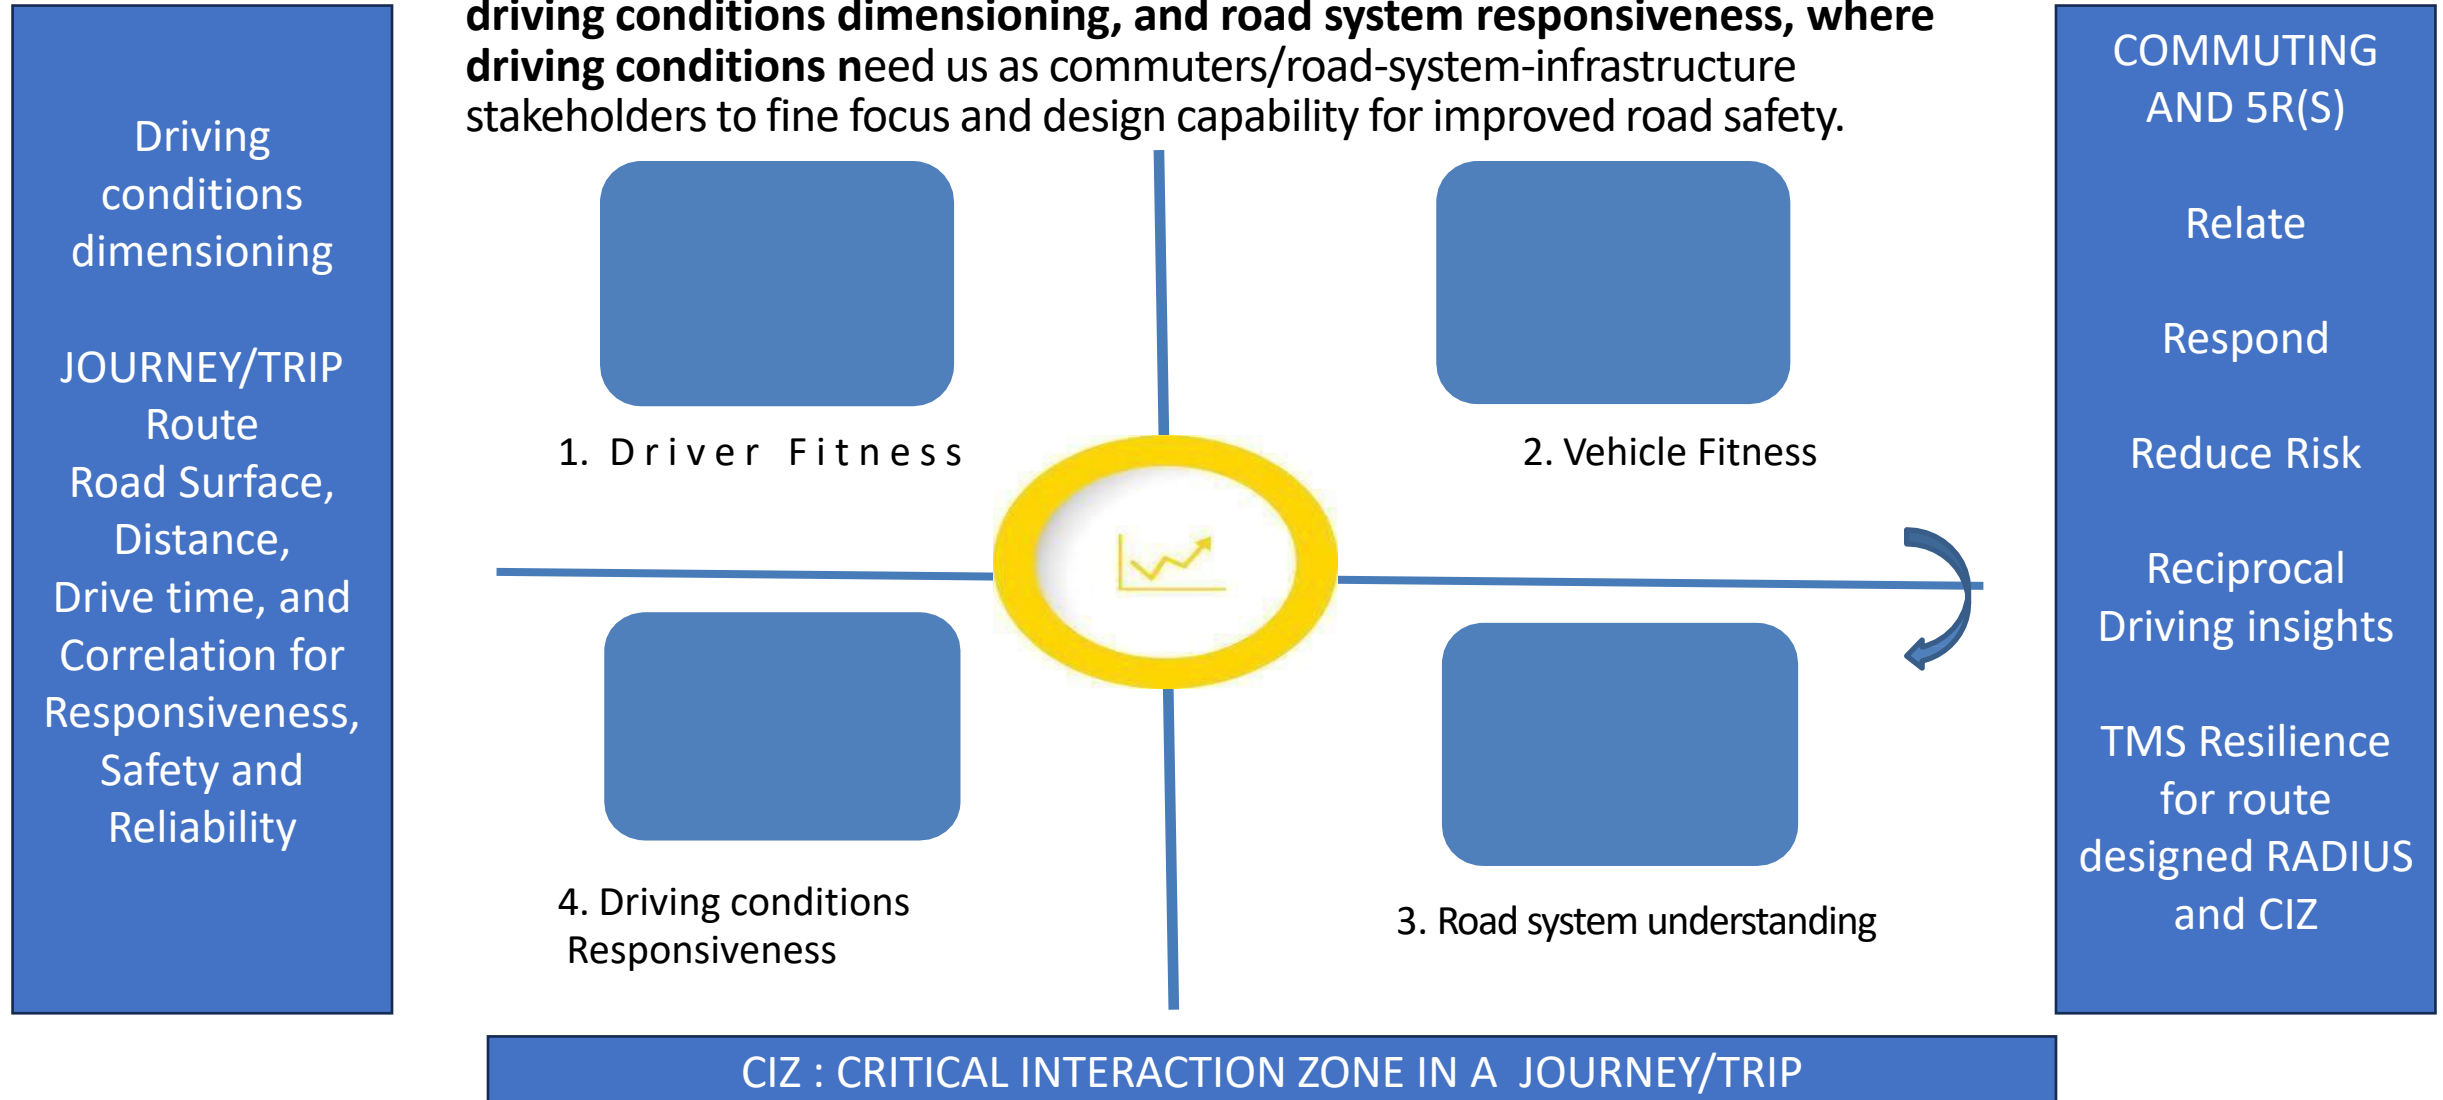 driving conditions dimensioning, and road system responsiveness, where
driving conditions need us as commuters/road-system-infrastructure
stakeholders to fine focus and design capability for improved road safety.
Driving
conditions
dimensioning
JOURNEY/TRIP
Route
Road Surface,
Distance,
Drive time, and
Correlation for
Responsiveness,
Safety and
Reliability
1. Driver Fitness
2. Vehicle Fitness
4. Driving conditions
Responsiveness
3. Road system understanding
COMMUTING
AND 5R(S)
Relate
Respond
Reduce Risk
Reciprocal
Driving insights
TMS Resilience
for route
designed RADIUS
and CIZ
CIZ : CRITICAL INTERACTION ZONE IN A JOURNEY/TRIP